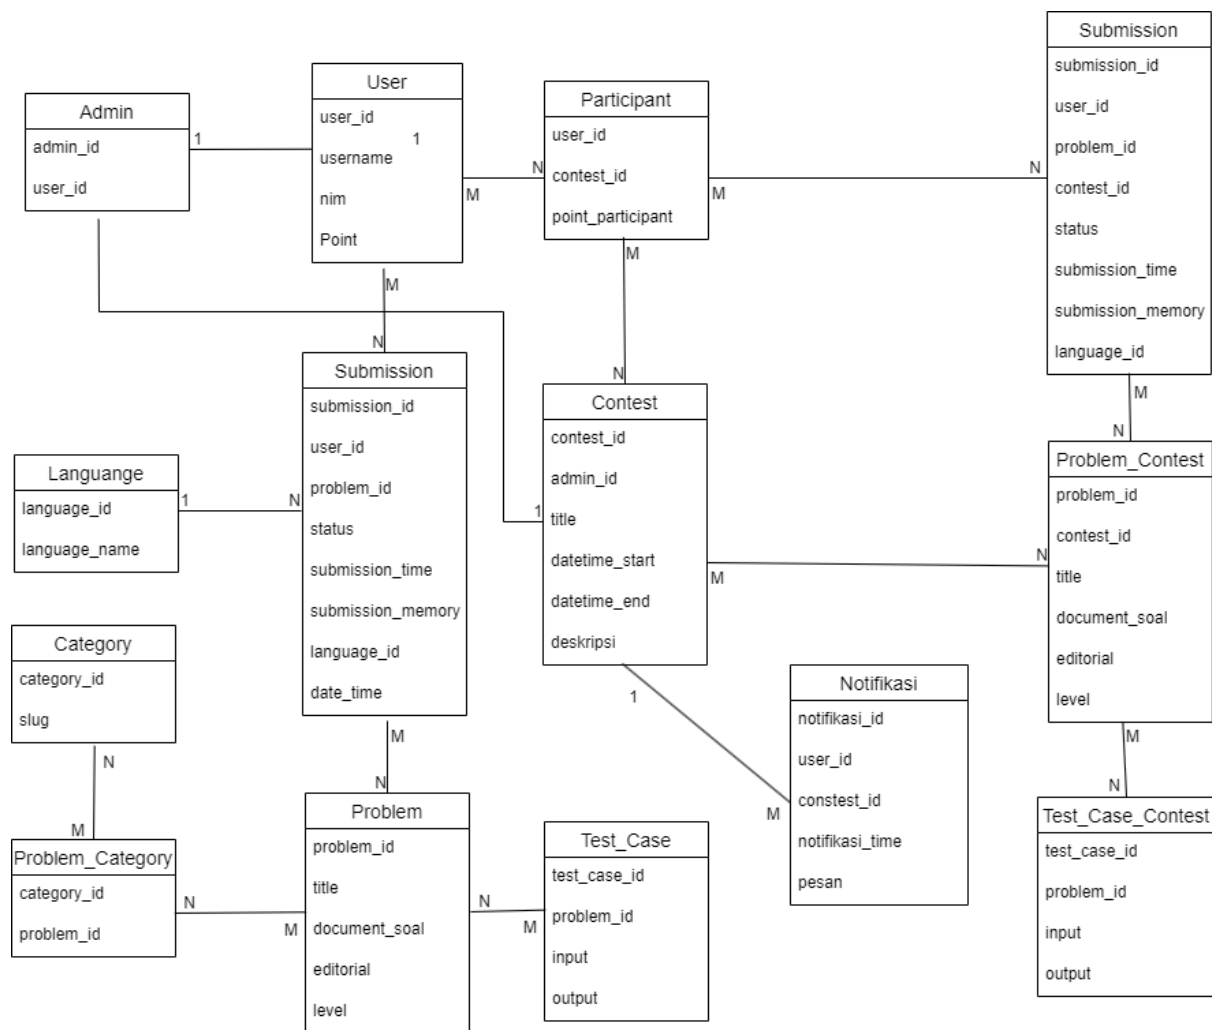 Submission
submission_id
user_id
problem_id
contest_id
status
submission_time
submission_memory
language_id
User
user_id
username
nim
Point
Admin
admin_id
user_id
Participant
user_id
contest_id
point_participant
1
1
M
N
M
N
M
N
M
N
Submission
submission_id
user_id
problem_id
status
submission_time
submission_memory
language_id
date_time
Contest
contest_id
admin_id
title
datetime_start
datetime_end
deskripsi
1
M
N
Problem_Contest
problem_id
contest_id
title
document_soal
editorial
level
Languange
language_id
language_name
1
N
M
N
Category
category_id
slug
N
M
Notifikasi
notifikasi_id
user_id
constest_id
notifikasi_time
pesan
1
M
M
N
M
N
Problem_Category
category_id
problem_id
N
M
Problem
problem_id
title
document_soal
editorial
level
N
M
Test_Case
test_case_id
problem_id
input
output
Test_Case_Contest
test_case_id
problem_id
input
output